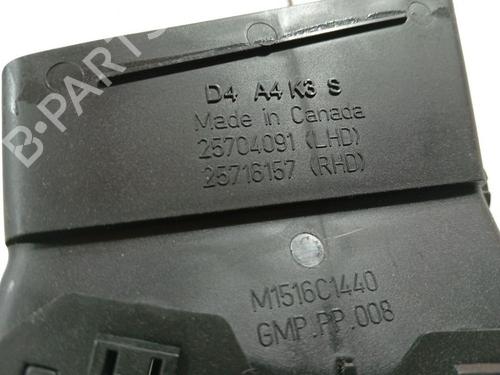 B-PARTS
D4 A4 K3 S
Made in Canada
25704091 (LHD)
25716157 (RHD)
M1516C1440
GMP.PP.008